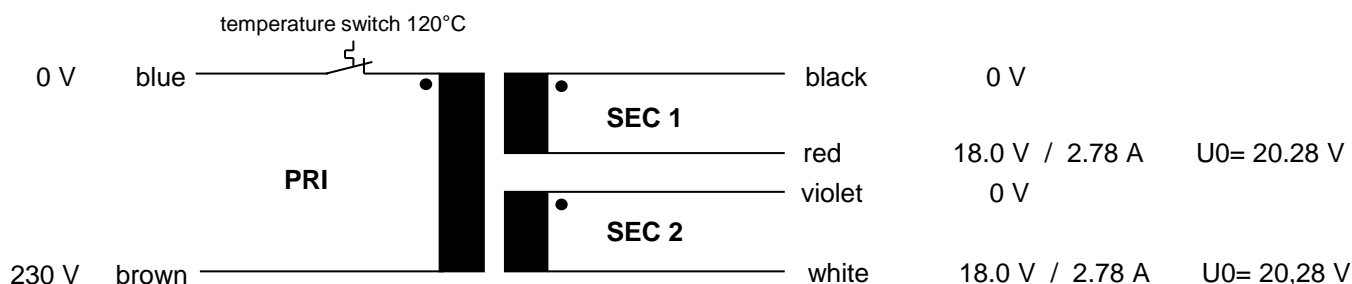 temperature switch 120°C
0 V blue black 0 V
SEC 1
red 18.0 V / 2.78 A U0= 20.28 V
PRI
violet 0 V
SEC 2
230 V brown white 18.0 V / 2.78 A U0= 20,28 V